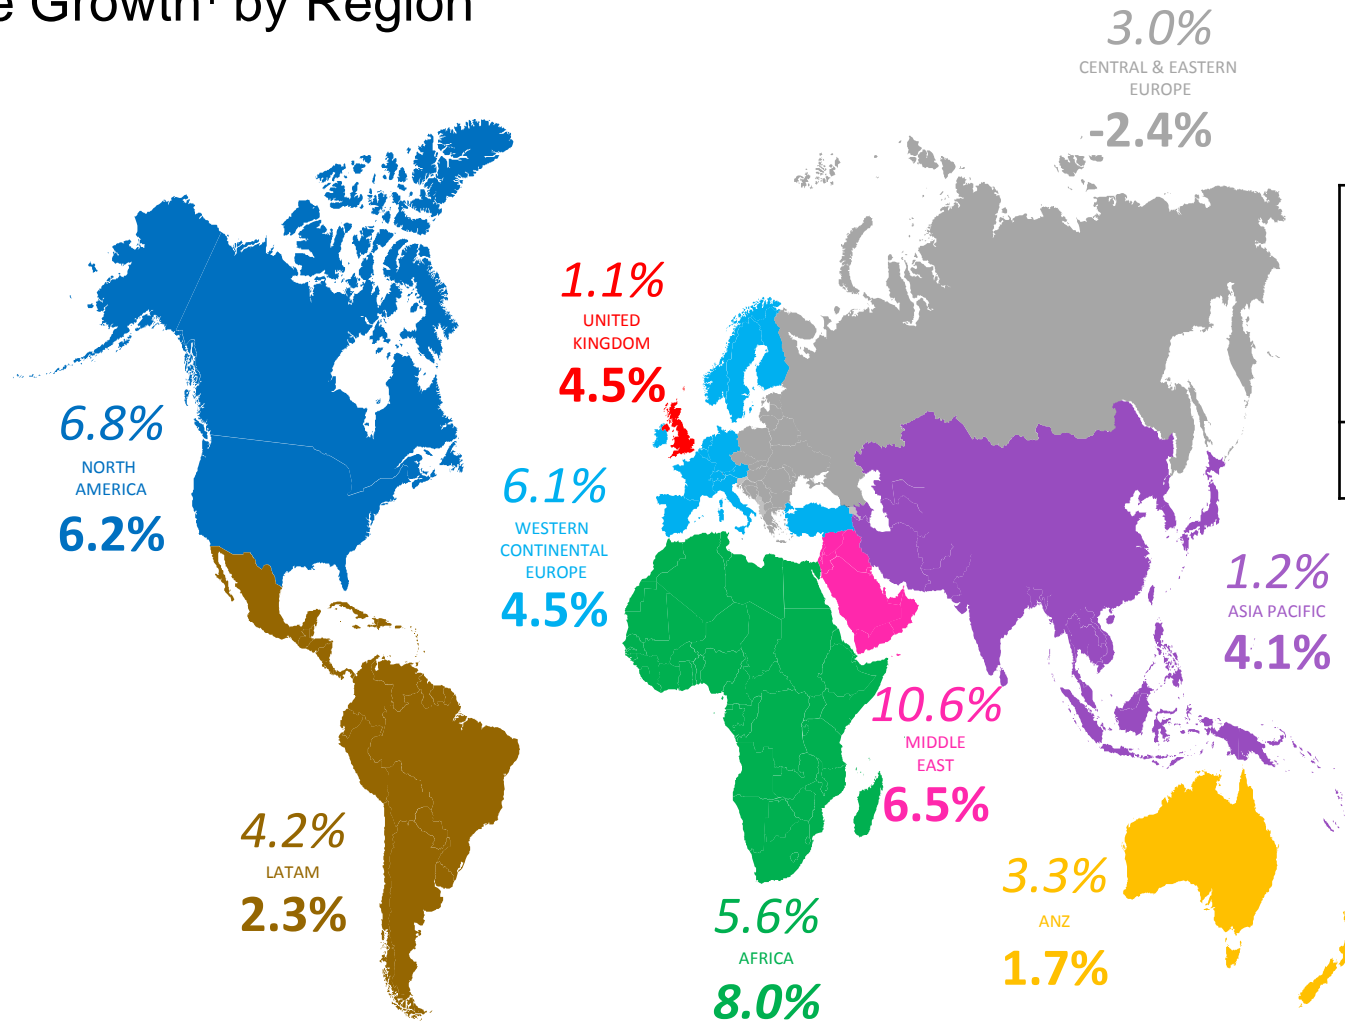 e Growth¹ by Region
3.0%
CENTRAL & EASTERN
EUROPE
-2.4%
1.1%
UNITED
KINGDOM
4.5%
6.8%
NORTH
AMERICA
6.2%
6.1%
WESTERN
CONTINENTAL
EUROPE
4.5%
1.2%
ASIA PACIFIC
4.1%
10.6%
MIDDLE
EAST
6.5%
4.2%
LATAM
2.3%
5.6%
AFRICA
8.0%
3.3%
ANZ
1.7%